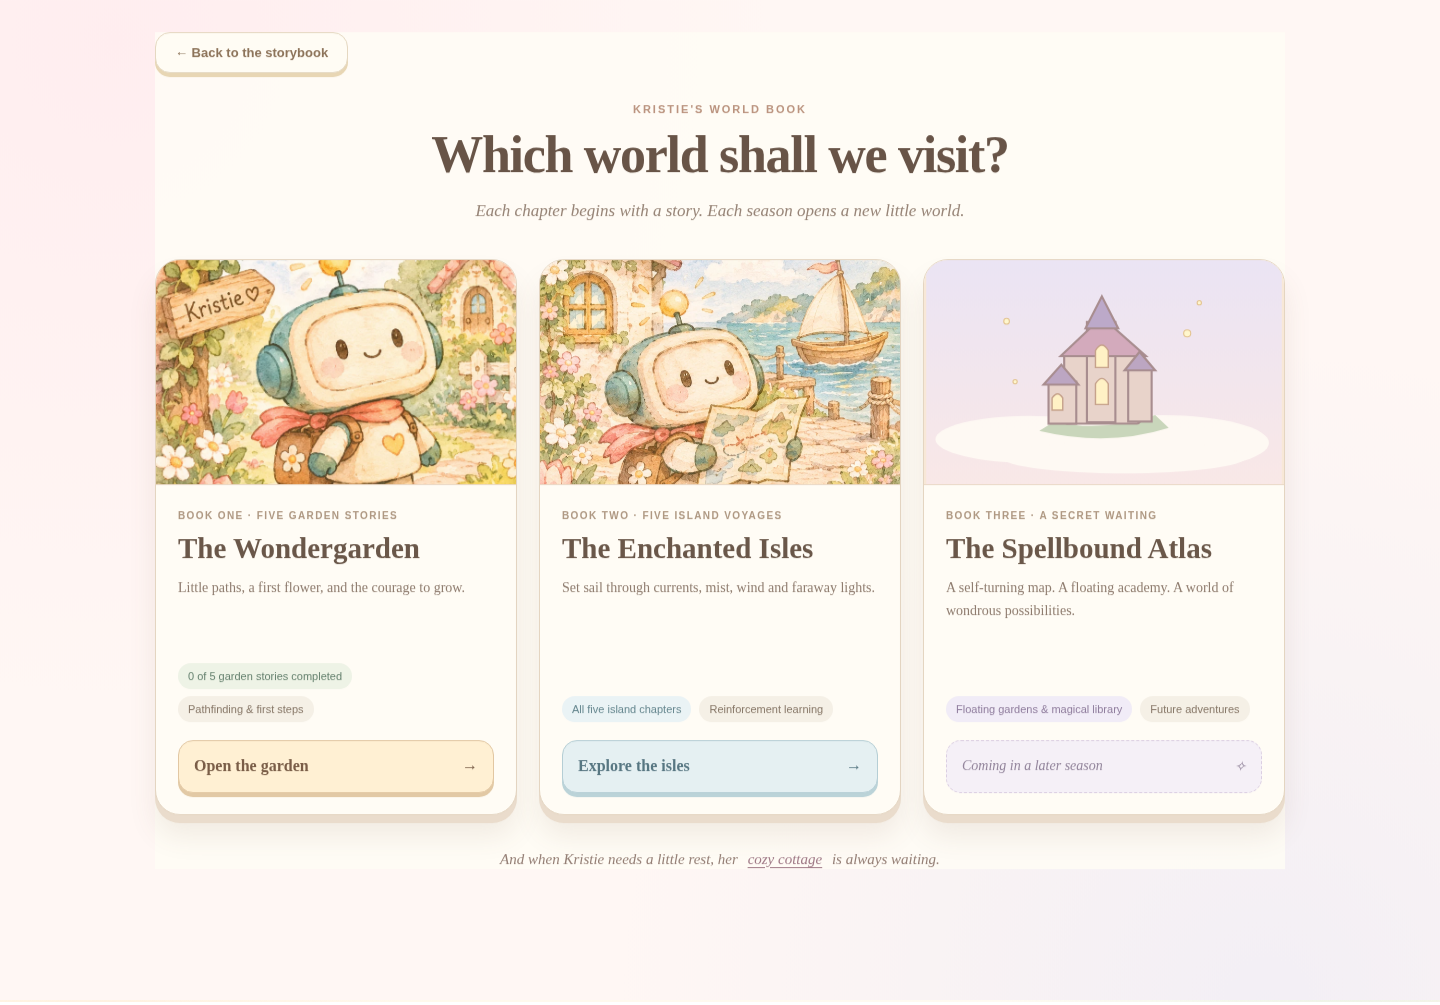 ← Back to the storybook
KRISTIE'S WORLD BOOK
Which world shall we visit?
Each chapter begins with a story. Each season opens a new little world.
Kristie♡
BOOK ONE · FIVE GARDEN STORIES
The Wondergarden
Little paths, a first flower, and the courage to grow.
0 of 5 garden stories completed
Pathfinding & first steps
Open the garden →
BOOK TWO · FIVE ISLAND VOYAGES
The Enchanted Isles
Set sail through currents, mist, wind and faraway lights.
All five island chapters
Reinforcement learning
Explore the isles →
BOOK THREE · A SECRET WAITING
The Spellbound Atlas
A self-turning map. A floating academy. A world of
wondrous possibilities.
Floating gardens & magical library
Future adventures
Coming in a later season ✧
And when Kristie needs a little rest, her cozy cottage is always waiting.